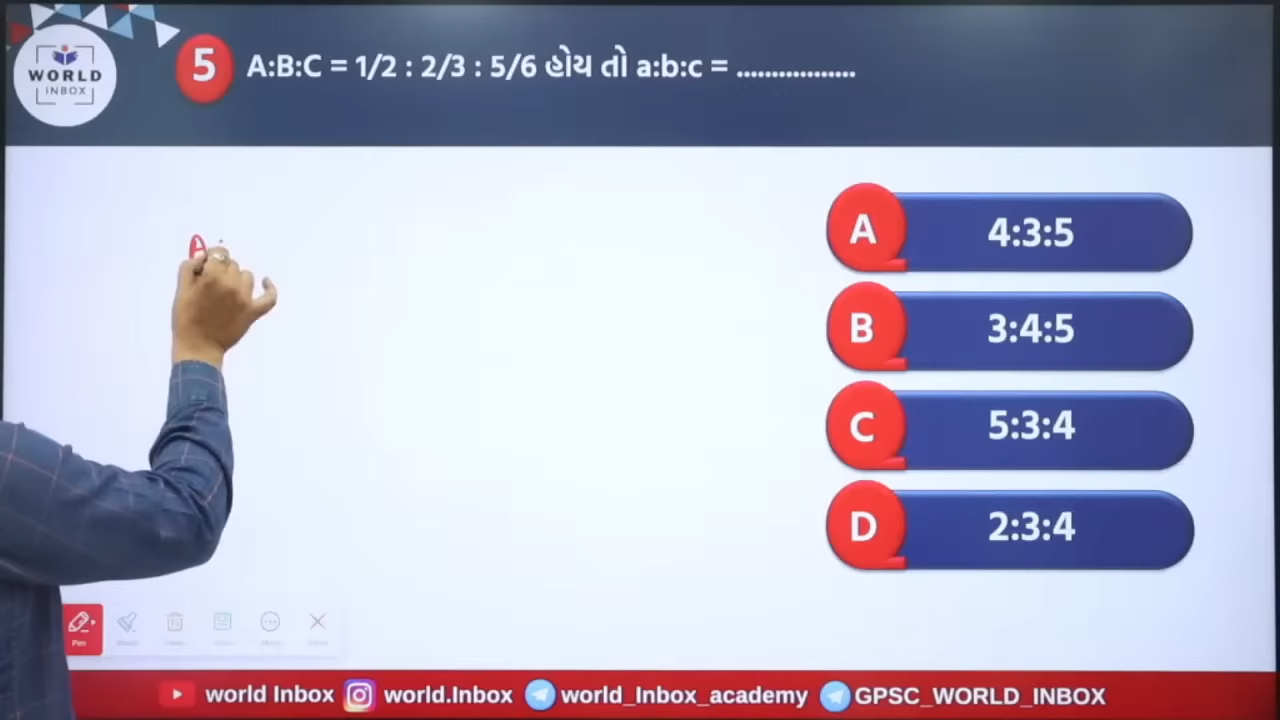 WORLD
INBOX
5 A:B:C = 1/2 : 2/3 : 5/6 હોય તો a:b:c = .................
A 4:3:5
B 3:4:5
C 5:3:4
D 2:3:4
A
Pen
world Inbox world.Inbox world_Inbox_academy GPSC_WORLD_INBOX